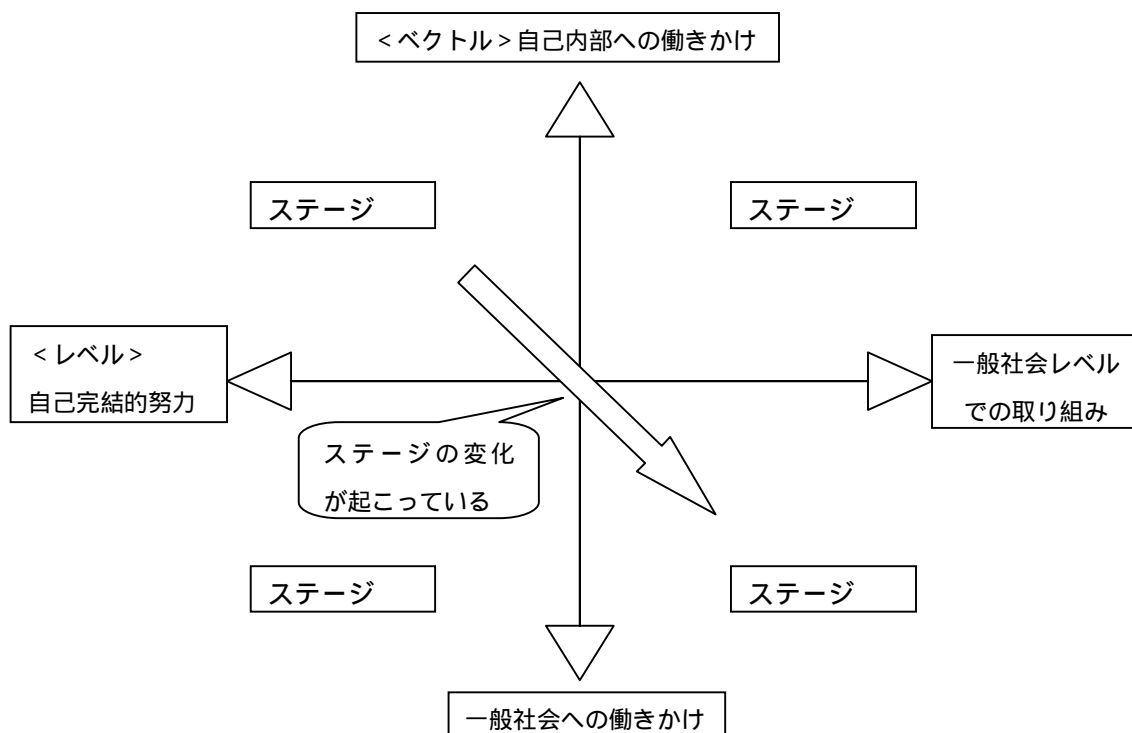 <ベクトル>自己内部への働きかけ
ステージ
ステージ
<レベル>
自己完結的努力
一般社会レベル
での取り組み
ステージの変化
が起こっている
ステージ
ステージ
一般社会への働きかけ